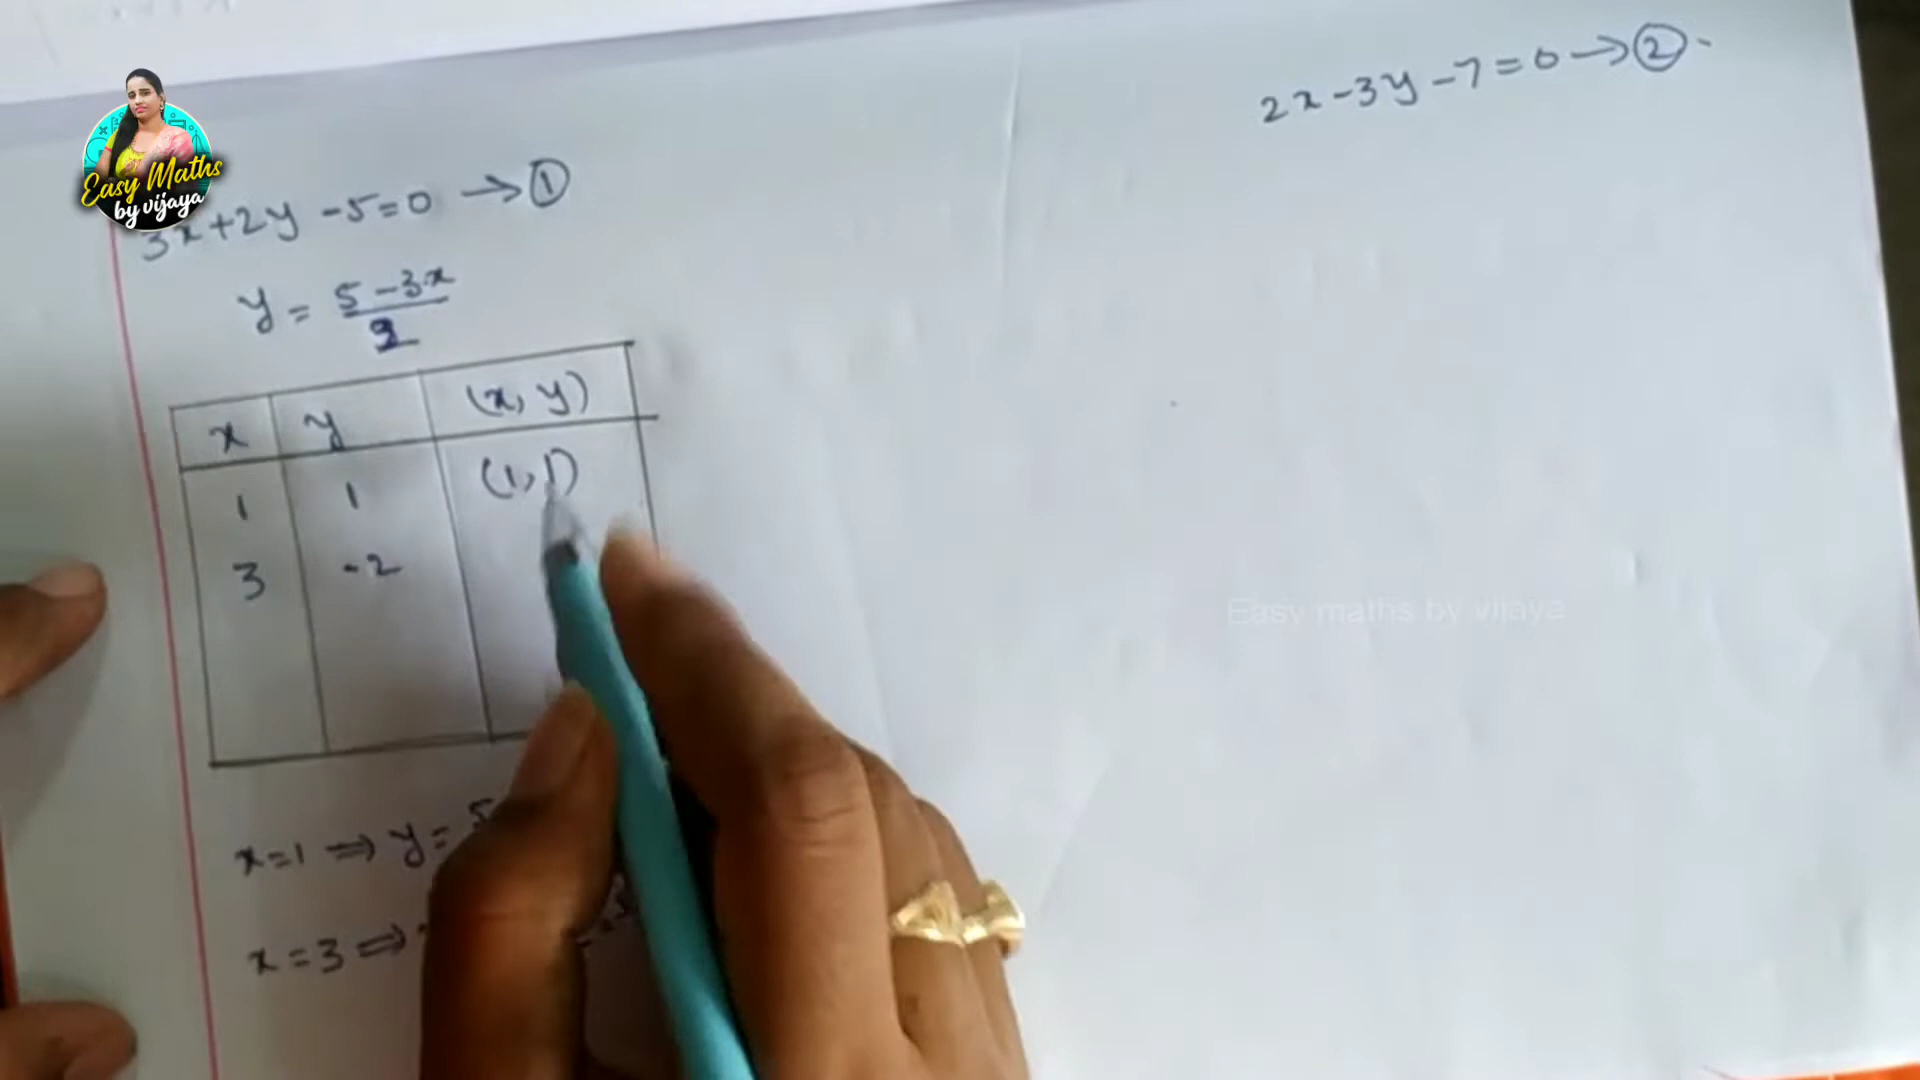 Easy Maths
by vijaya
3x+2y-5=0 → ①
2x-3y-7=0 → ②
y = 5-3x
2
x y (x, y)
1 1 (1, 1)
3 -2
x=1 ⇒ y= 5
x=3 ⇒
Easy maths by vijaya